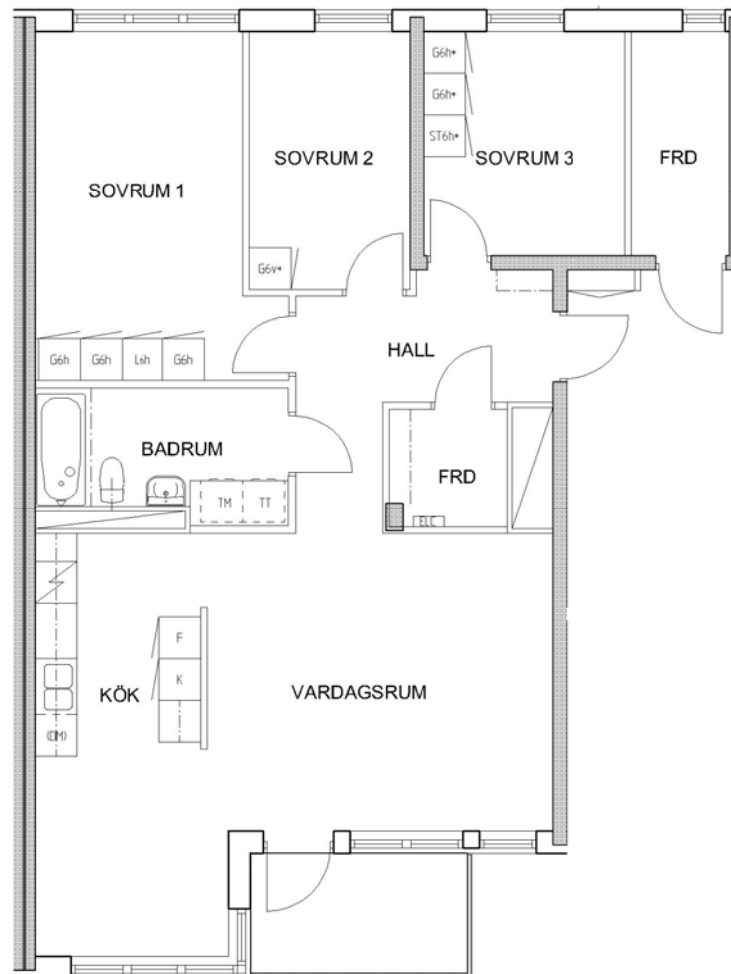 G6h*
G6h*
ST6h*
SOVRUM 1
SOVRUM 2
SOVRUM 3
FRD
G6v*
G6h
G6h
L6h
G6h
HALL
BADRUM
FRD
TM
TT
ELC
F
K
KÖK
VARDAGSRUM
(DM)